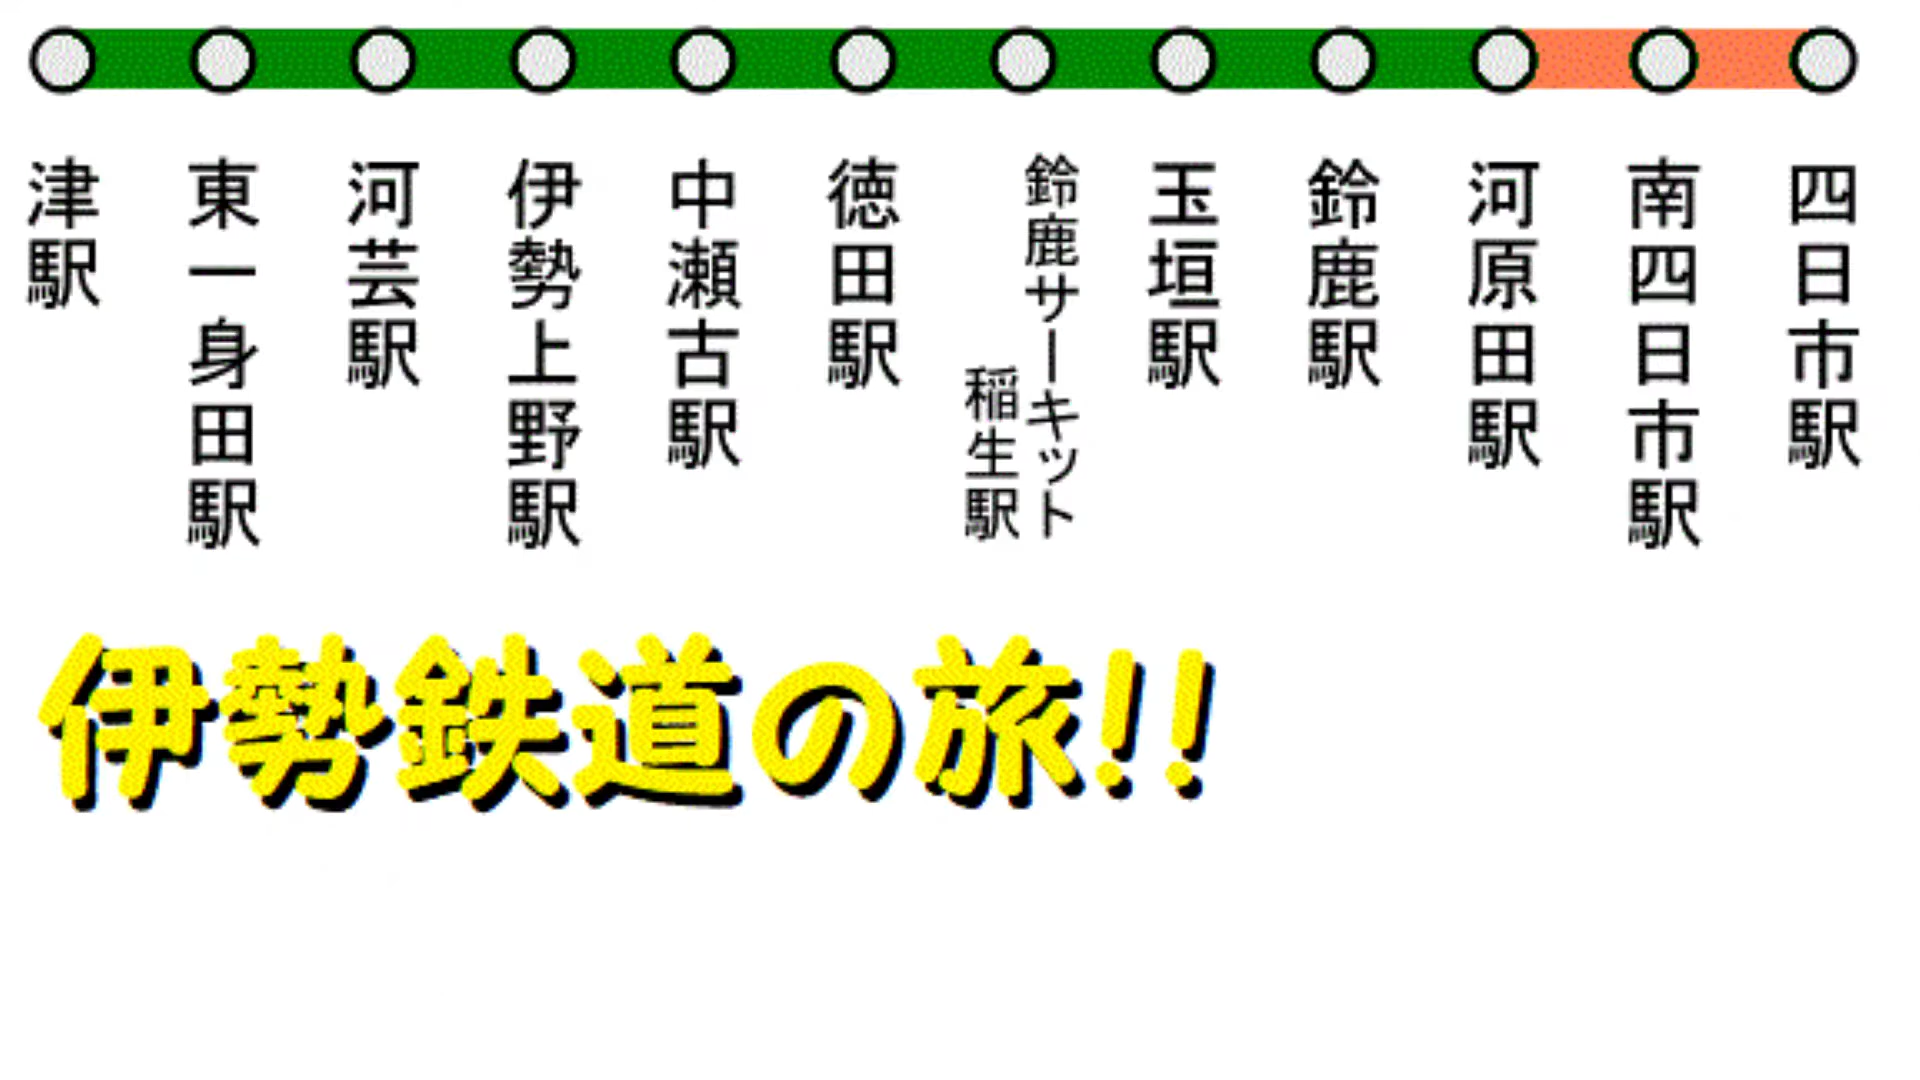 津駅
東一身田駅
河芸駅
伊勢上野駅
中瀬古駅
徳田駅
鈴鹿サーキット
稲生駅
玉垣駅
鈴鹿駅
河原田駅
南四日市駅
四日市駅
伊勢鉄道の旅!!